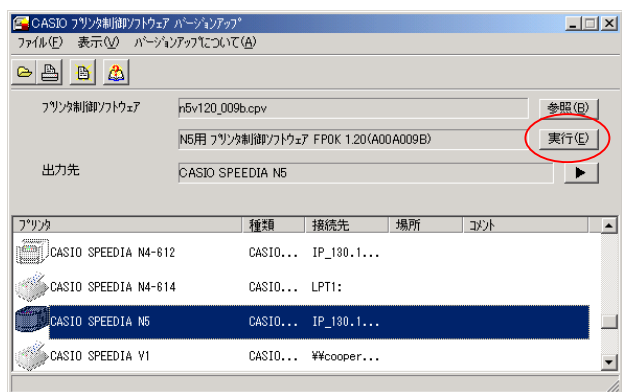 CASIO プリンタ制御ソフトウェア バージョンアップ
ファイル(F) 表示(V) バージョンアップについて(A)
プリンタ制御ソフトウェア n5v120_009b.cpv 参照(B)
N5用 プリンタ制御ソフトウェア FP0K 1.20(A00A009B) 実行(E)
出力先 CASIO SPEEDIA N5
プリンタ 種類 接続先 場所 コメント
CASIO SPEEDIA N4-612 CASIO... IP_130.1...
CASIO SPEEDIA N4-614 CASIO... LPT1:
CASIO SPEEDIA N5 CASIO... IP_130.1...
CASIO SPEEDIA V1 CASIO... ¥¥cooper...